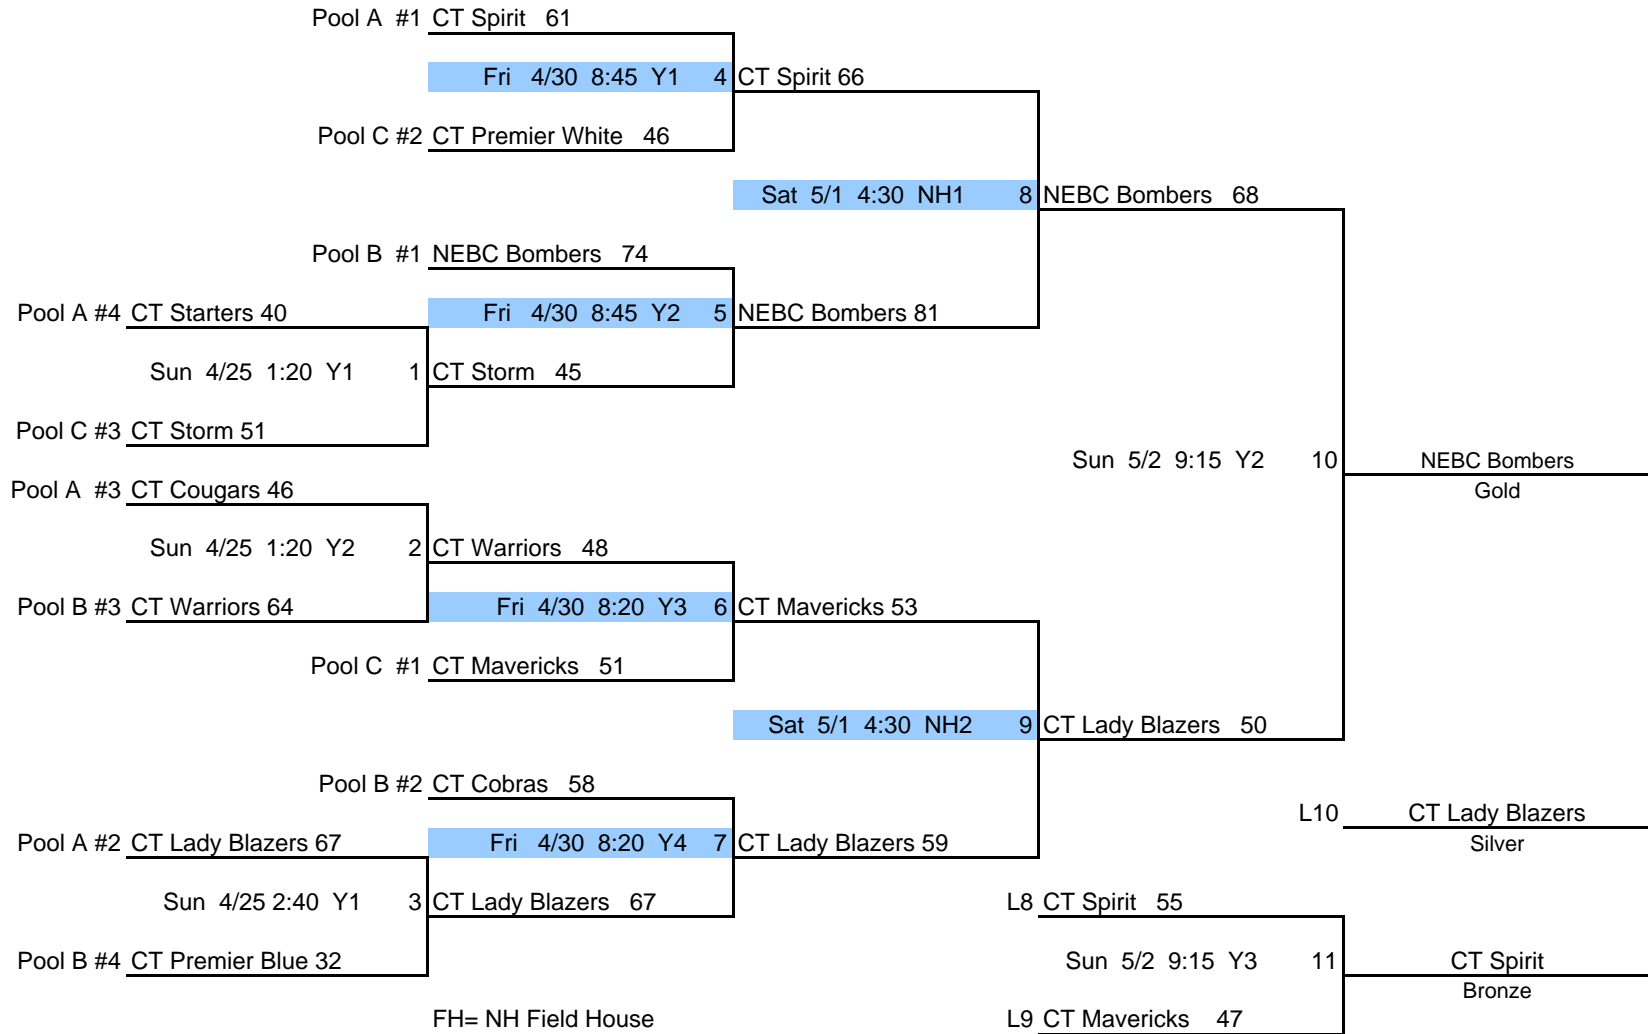 Pool A #1 CT Spirit 61
Fri 4/30 8:45 Y1 4 CT Spirit 66
Pool C #2 CT Premier White 46
Sat 5/1 4:30 NH1 8 NEBC Bombers 68
Pool B #1 NEBC Bombers 74
Pool A #4 CT Starters 40 Fri 4/30 8:45 Y2 5 NEBC Bombers 81
Sun 4/25 1:20 Y1 1 CT Storm 45
Pool C #3 CT Storm 51
Sun 5/2 9:15 Y2 10 NEBC Bombers
Pool A #3 CT Cougars 46 Gold
Sun 4/25 1:20 Y2 2 CT Warriors 48
Pool B #3 CT Warriors 64 Fri 4/30 8:20 Y3 6 CT Mavericks 53
Pool C #1 CT Mavericks 51
Sat 5/1 4:30 NH2 9 CT Lady Blazers 50
Pool B #2 CT Cobras 58
L10 CT Lady Blazers
Pool A #2 CT Lady Blazers 67 Fri 4/30 8:20 Y4 7 CT Lady Blazers 59 Silver
Sun 4/25 2:40 Y1 3 CT Lady Blazers 67 L8 CT Spirit 55
Pool B #4 CT Premier Blue 32 Sun 5/2 9:15 Y3 11 CT Spirit
Bronze
FH= NH Field House L9 CT Mavericks 47